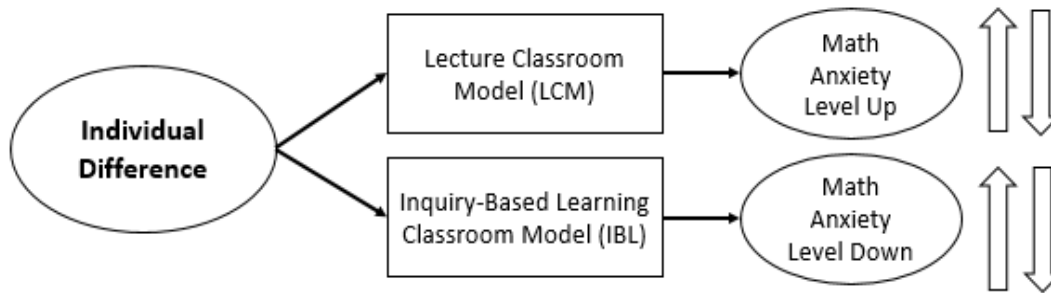 Individual
Difference
Lecture Classroom
Model (LCM)
Math
Anxiety
Level Up
Inquiry-Based Learning
Classroom Model (IBL)
Math
Anxiety
Level Down